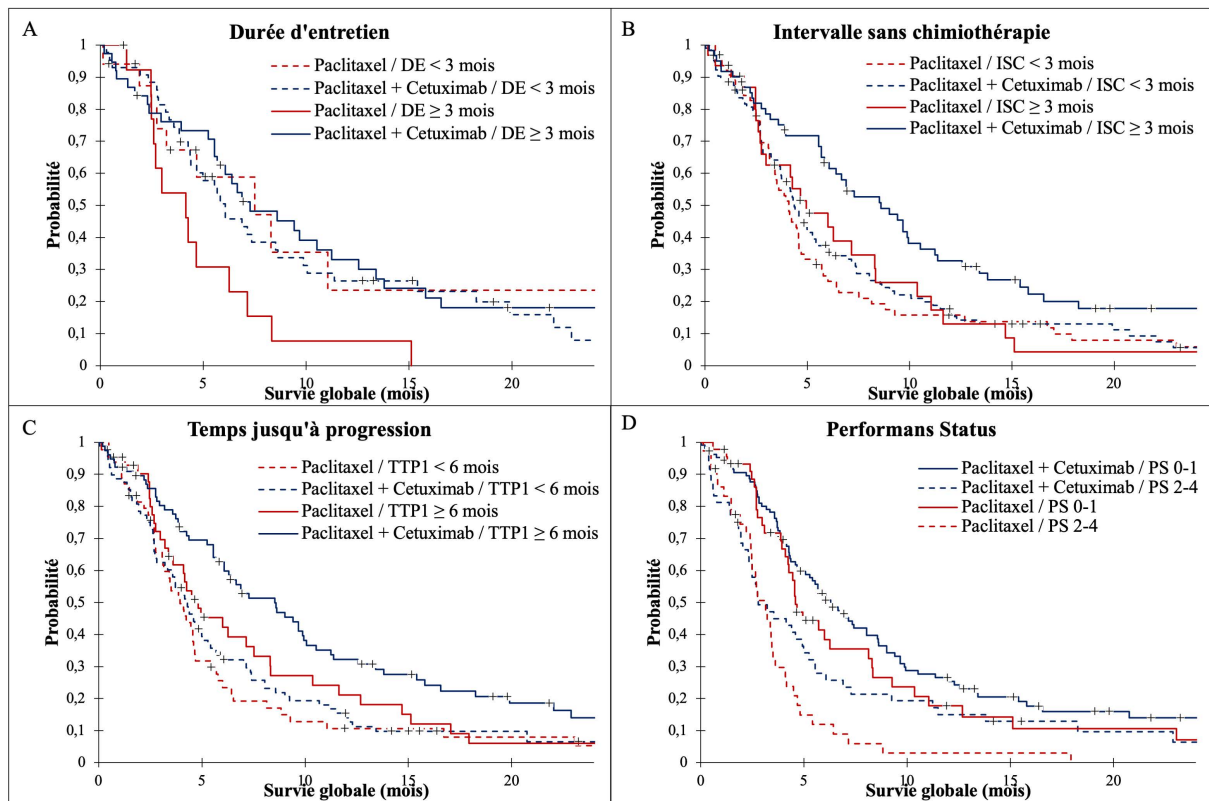 A
Durée d'entretien
Paclitaxel / DE < 3 mois
Paclitaxel + Cetuximab / DE < 3 mois
Paclitaxel / DE ≥ 3 mois
Paclitaxel + Cetuximab / DE ≥ 3 mois
Probabilité
1
0,9
0,8
0,7
0,6
0,5
0,4
0,3
0,2
0,1
0
0 5 10 15 20
Survie globale (mois)
B
Intervalle sans chimiothérapie
Paclitaxel / ISC < 3 mois
Paclitaxel + Cetuximab / ISC < 3 mois
Paclitaxel / ISC ≥ 3 mois
Paclitaxel + Cetuximab / ISC ≥ 3 mois
Probabilité
1
0,9
0,8
0,7
0,6
0,5
0,4
0,3
0,2
0,1
0
0 5 10 15 20
Survie globale (mois)
C
Temps jusqu'à progression
Paclitaxel / TTP1 < 6 mois
Paclitaxel + Cetuximab / TTP1 < 6 mois
Paclitaxel / TTP1 ≥ 6 mois
Paclitaxel + Cetuximab / TTP1 ≥ 6 mois
Probabilité
1
0,9
0,8
0,7
0,6
0,5
0,4
0,3
0,2
0,1
0
0 5 10 15 20
Survie globale (mois)
D
Performans Status
Paclitaxel + Cetuximab / PS 0-1
Paclitaxel + Cetuximab / PS 2-4
Paclitaxel / PS 0-1
Paclitaxel / PS 2-4
Probabilité
1
0,9
0,8
0,7
0,6
0,5
0,4
0,3
0,2
0,1
0
0 5 10 15 20
Survie globale (mois)